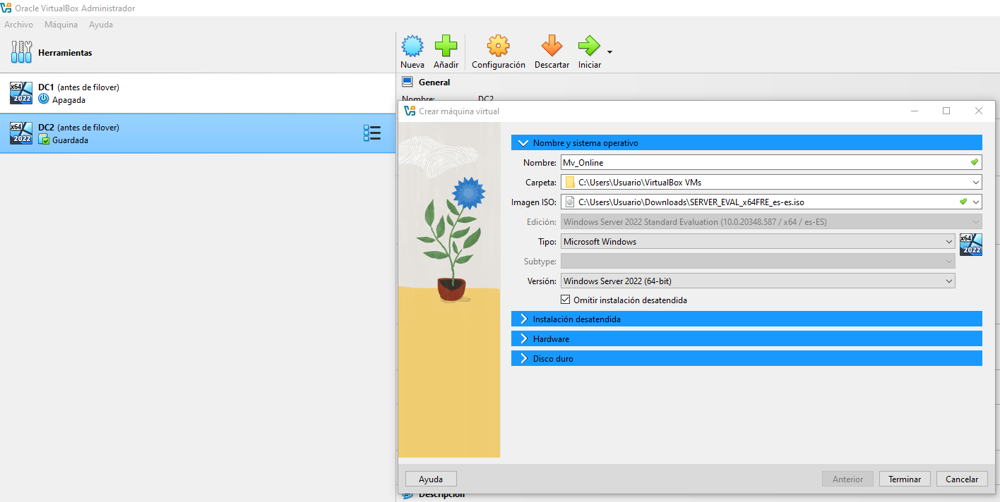 Oracle VirtualBox Administrador
Archivo Máquina Ayuda
Herramientas
Nueva Añadir Configuración Descartar Iniciar
x64 2022 DC1 (antes de filover)
Apagada
x64 2022 DC2 (antes de filover)
Guardada
General
Nombre: DC2
Crear máquina virtual
Nombre y sistema operativo
Nombre: Mv_Online
Carpeta: C:\Users\Usuario\VirtualBox VMs
Imagen ISO: C:\Users\Usuario\Downloads\SERVER_EVAL_x64FRE_es-es.iso
Edición: Windows Server 2022 Standard Evaluation (10.0.20348.587 / x64 / es-ES)
Tipo: Microsoft Windows x64 2022
Subtype:
Versión: Windows Server 2022 (64-bit)
Omitir instalación desatendida
Instalación desatendida
Hardware
Disco duro
Ayuda Anterior Terminar Cancelar
Descripción